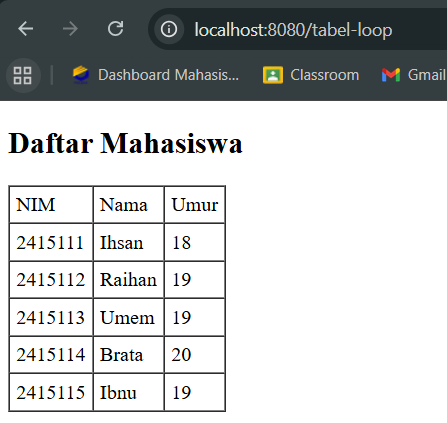 localhost:8080/tabel-loop
Dashboard Mahasis... Classroom Gmail
Daftar Mahasiswa
NIM Nama Umur
2415111 Ihsan 18
2415112 Raihan 19
2415113 Umem 19
2415114 Brata 20
2415115 Ibnu 19